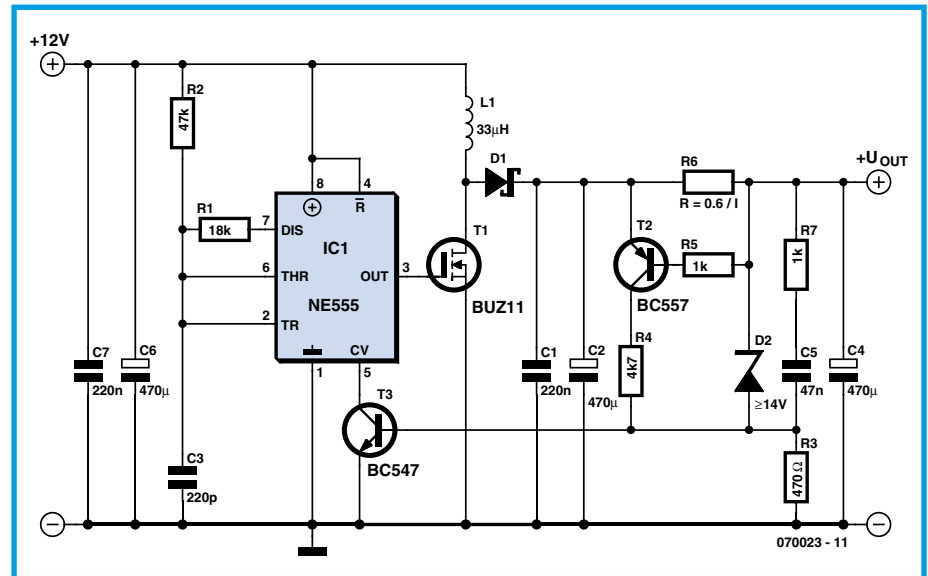 +12V
R2
47k
L1
33µH
D1
R6
R = 0.6 / I
+UOUT
8
4
R
R1
18k
7
DIS
IC1
6
THR
OUT
3
NE555
2
TR
CV
1
5
T1
BUZ11
T2
BC557
R5
1k
R7
1k
R4
4k7
D2
≥14V
C7
220n
C6
470µ
C3
220p
T3
BC547
C1
220n
C2
470µ
C5
47n
C4
470µ
R3
470 Ω
070023 - 11